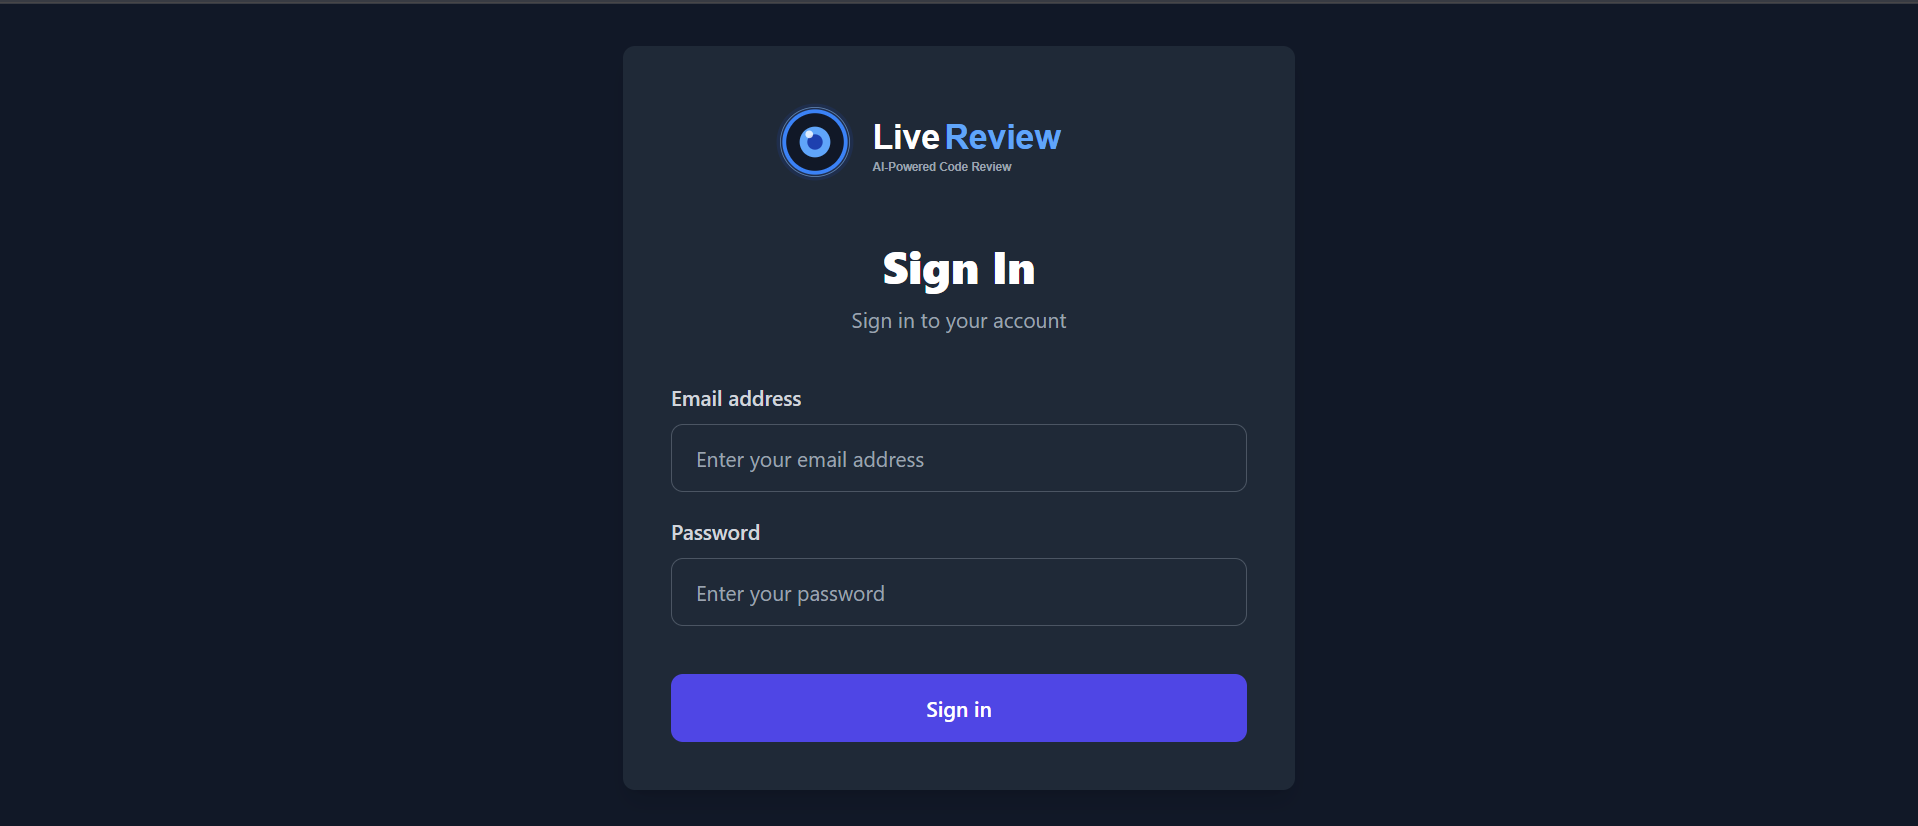 Live Review
AI-Powered Code Review
Sign In
Sign in to your account
Email address
Enter your email address
Password
Enter your password
Sign in